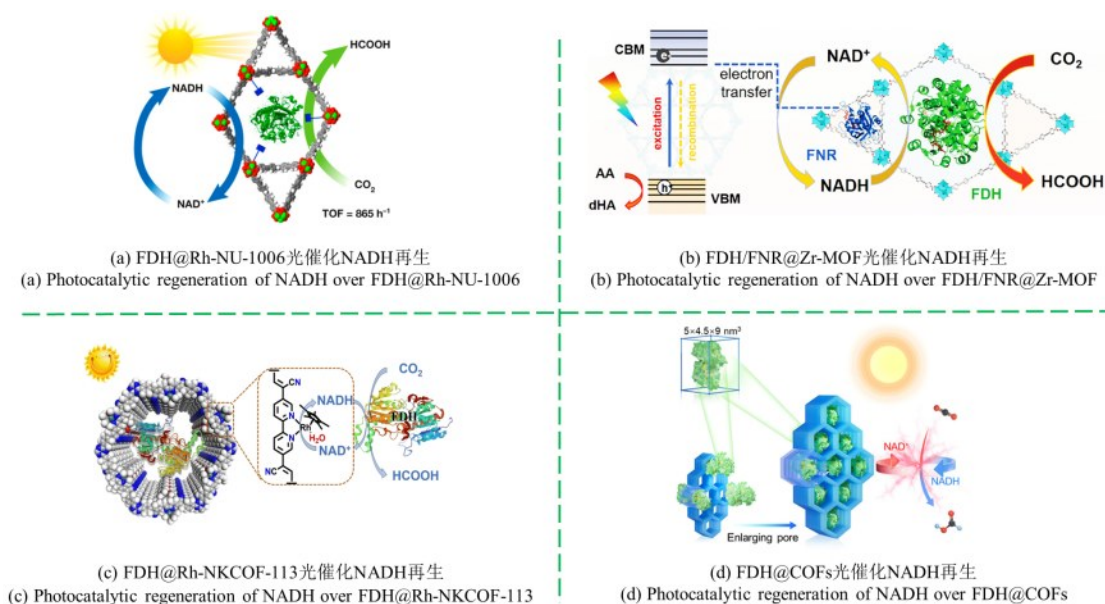 HCOOH
NADH
NAD⁺
CO₂
TOF = 865 h⁻¹
(a) FDH@Rh-NU-1006光催化NADH再生
(a) Photocatalytic regeneration of NADH over FDH@Rh-NU-1006
CBM
e
electron
transfer
excitation
recombination
AA
dHA
h⁺
VBM
NAD⁺
CO₂
FNR
NADH
FDH
HCOOH
(b) FDH/FNR@Zr-MOF光催化NADH再生
(b) Photocatalytic regeneration of NADH over FDH/FNR@Zr-MOF
CN
N
N
Rh
H₂O
CN
CO₂
NADH
FDH
NAD⁺
HCOOH
(c) FDH@Rh-NKCOF-113光催化NADH再生
(c) Photocatalytic regeneration of NADH over FDH@Rh-NKCOF-113
5×4.5×9 nm³
NAD⁺
NADH
Enlarging pore
(d) FDH@COFs光催化NADH再生
(d) Photocatalytic regeneration of NADH over FDH@COFs